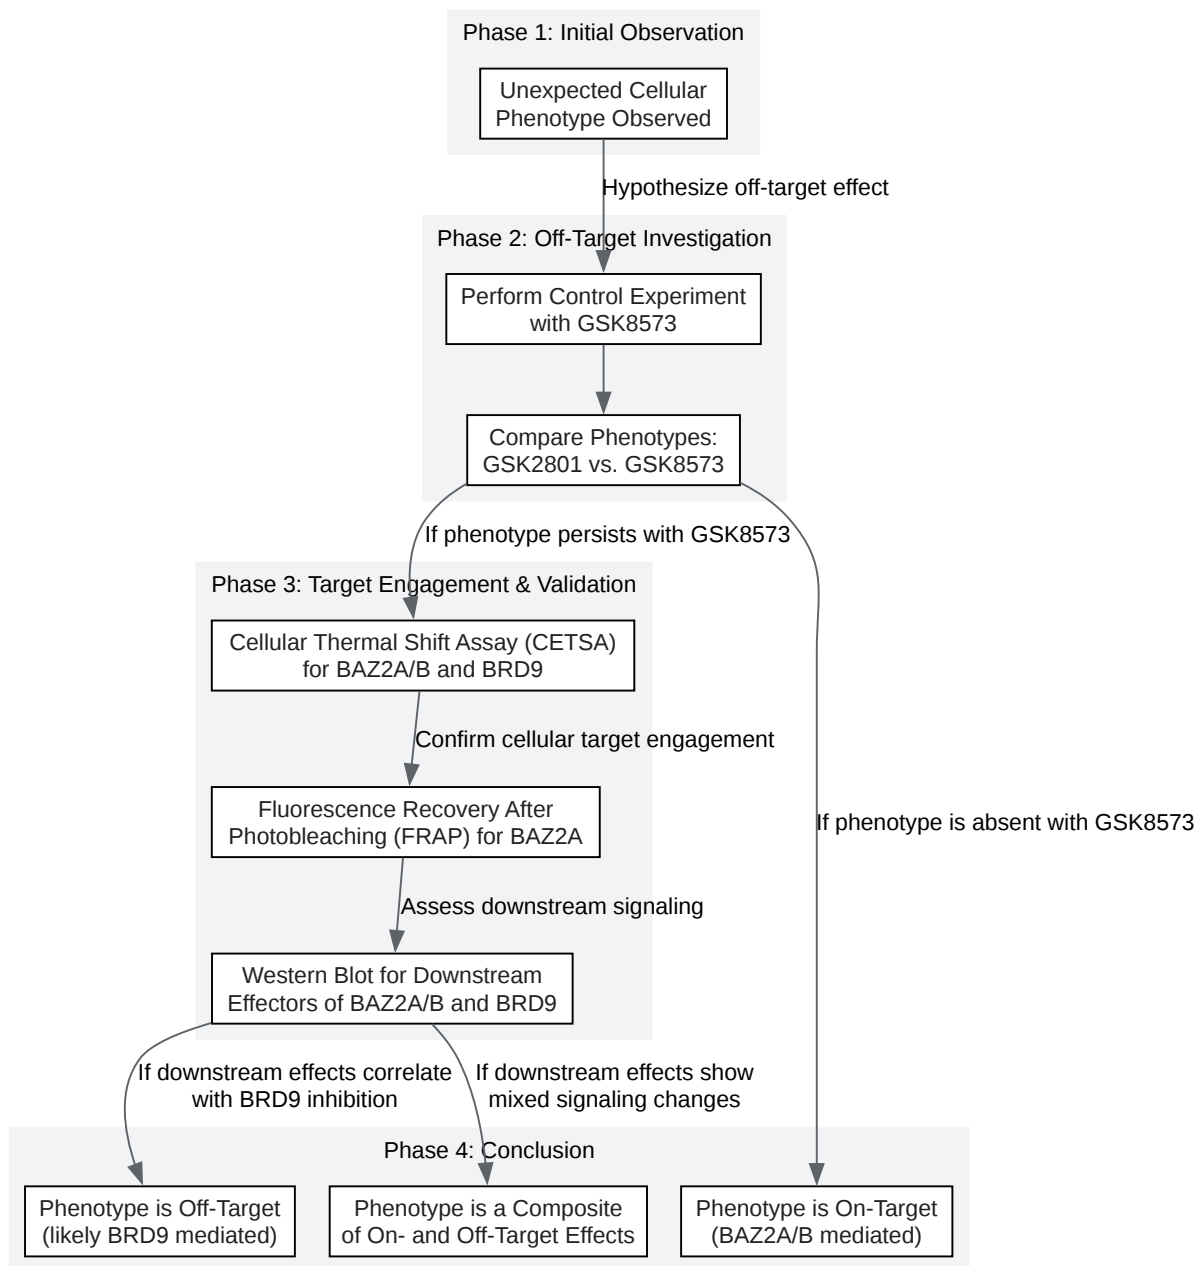 Phase 1: Initial Observation
Unexpected Cellular
Phenotype Observed
Hypothesize off-target effect
Phase 2: Off-Target Investigation
Perform Control Experiment
with GSK8573
Compare Phenotypes:
GSK2801 vs. GSK8573
If phenotype persists with GSK8573
Phase 3: Target Engagement & Validation
Cellular Thermal Shift Assay (CETSA)
for BAZ2A/B and BRD9
Confirm cellular target engagement
Fluorescence Recovery After
Photobleaching (FRAP) for BAZ2A
If phenotype is absent with GSK8573
Assess downstream signaling
Western Blot for Downstream
Effectors of BAZ2A/B and BRD9
If downstream effects correlate
with BRD9 inhibition
If downstream effects show
mixed signaling changes
Phase 4: Conclusion
Phenotype is Off-Target
(likely BRD9 mediated)
Phenotype is a Composite
of On- and Off-Target Effects
Phenotype is On-Target
(BAZ2A/B mediated)